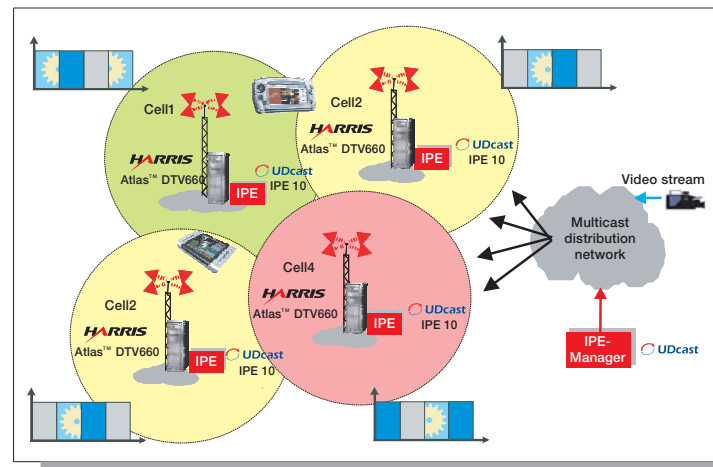 Cell1
HARRIS
Atlas™ DTV660
IPE
UDcast
IPE 10
Cell2
HARRIS
Atlas™ DTV660
IPE
UDcast
IPE 10
Video stream
Multicast
distribution
network
Cell2
HARRIS
Atlas™ DTV660
IPE
UDcast
IPE 10
Cell4
HARRIS
Atlas™ DTV660
IPE
UDcast
IPE 10
IPE-
Manager
UDcast